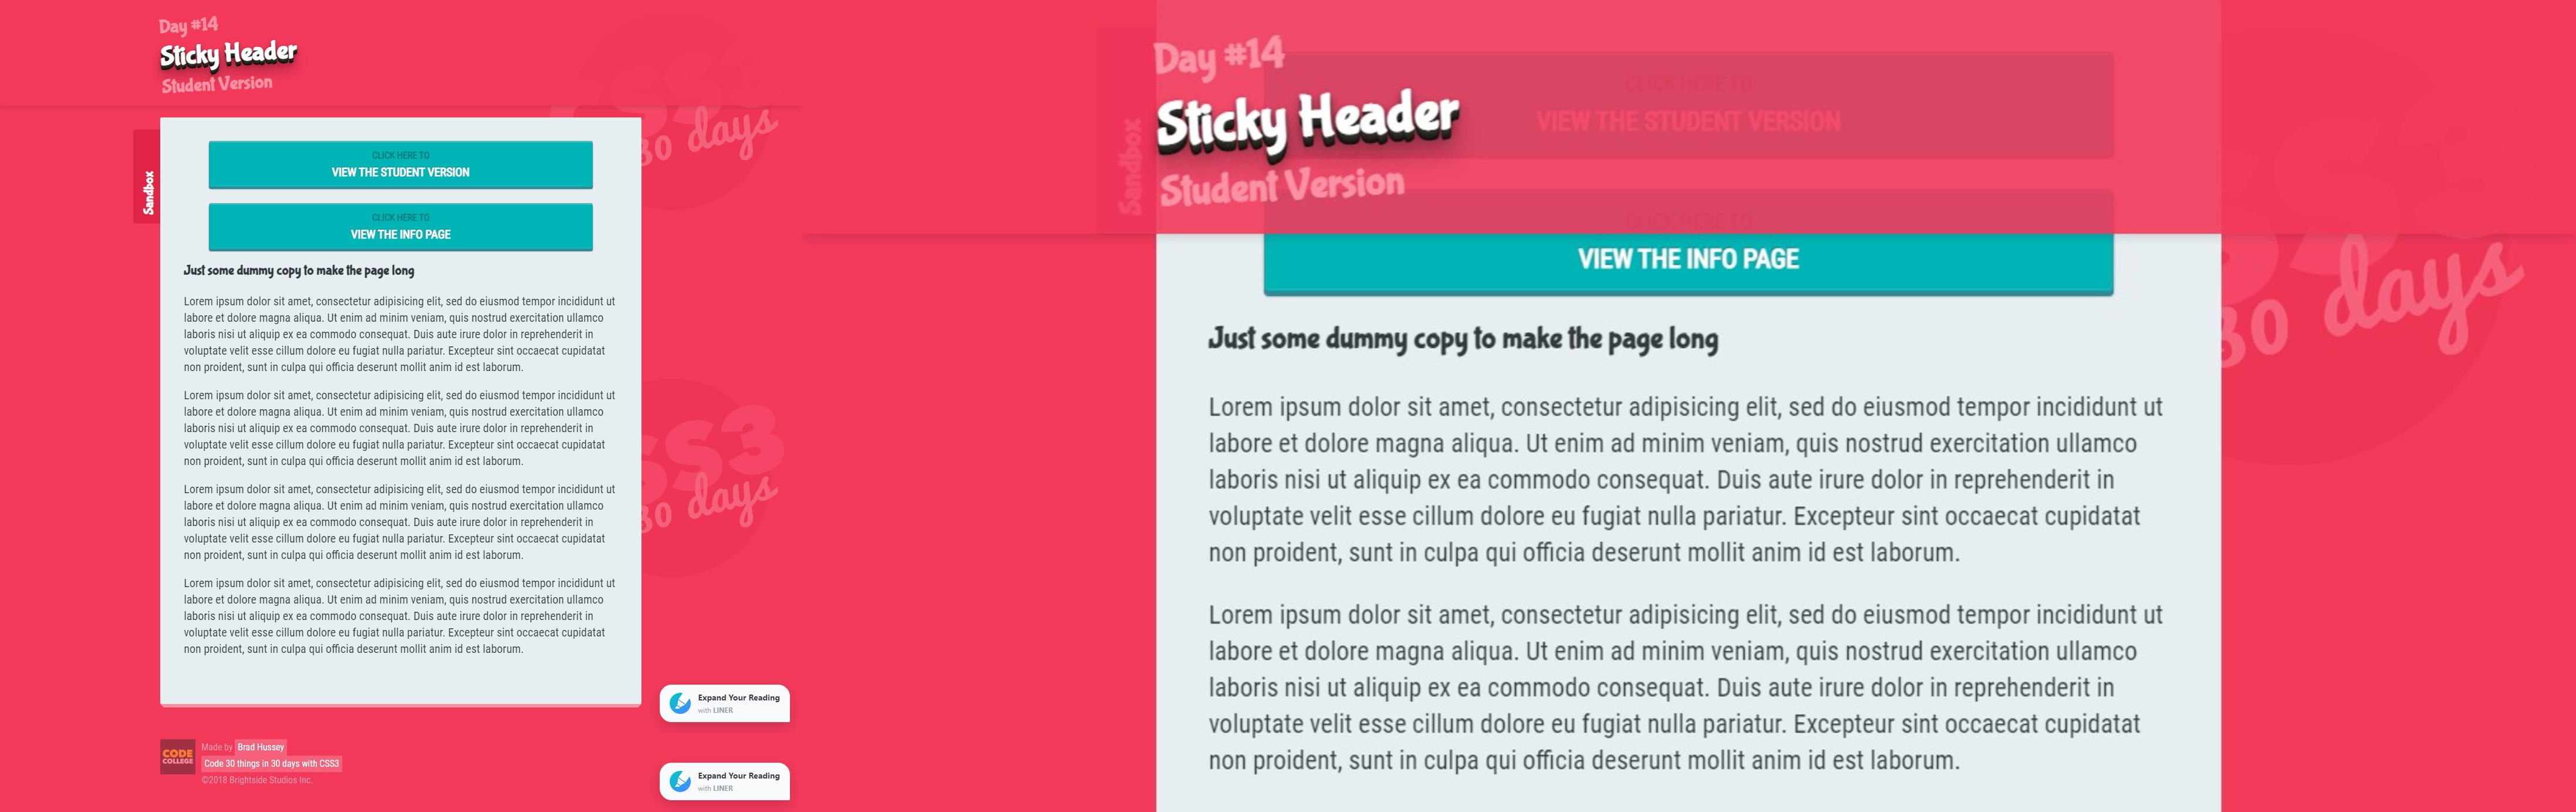 Day #14
Sticky Header
Student Version
CSS3
30 days
Sandbox
CLICK HERE TO
VIEW THE STUDENT VERSION
CLICK HERE TO
VIEW THE INFO PAGE
Just some dummy copy to make the page long
Lorem ipsum dolor sit amet, consectetur adipisicing elit, sed do eiusmod tempor incididunt ut
labore et dolore magna aliqua. Ut enim ad minim veniam, quis nostrud exercitation ullamco
laboris nisi ut aliquip ex ea commodo consequat. Duis aute irure dolor in reprehenderit in
voluptate velit esse cillum dolore eu fugiat nulla pariatur. Excepteur sint occaecat cupidatat
non proident, sunt in culpa qui officia deserunt mollit anim id est laborum.
Lorem ipsum dolor sit amet, consectetur adipisicing elit, sed do eiusmod tempor incididunt ut
labore et dolore magna aliqua. Ut enim ad minim veniam, quis nostrud exercitation ullamco
laboris nisi ut aliquip ex ea commodo consequat. Duis aute irure dolor in reprehenderit in
voluptate velit esse cillum dolore eu fugiat nulla pariatur. Excepteur sint occaecat cupidatat
non proident, sunt in culpa qui officia deserunt mollit anim id est laborum.
SS3
30 days
Lorem ipsum dolor sit amet, consectetur adipisicing elit, sed do eiusmod tempor incididunt ut
labore et dolore magna aliqua. Ut enim ad minim veniam, quis nostrud exercitation ullamco
laboris nisi ut aliquip ex ea commodo consequat. Duis aute irure dolor in reprehenderit in
voluptate velit esse cillum dolore eu fugiat nulla pariatur. Excepteur sint occaecat cupidatat
non proident, sunt in culpa qui officia deserunt mollit anim id est laborum.
Lorem ipsum dolor sit amet, consectetur adipisicing elit, sed do eiusmod tempor incididunt ut
labore et dolore magna aliqua. Ut enim ad minim veniam, quis nostrud exercitation ullamco
laboris nisi ut aliquip ex ea commodo consequat. Duis aute irure dolor in reprehenderit in
voluptate velit esse cillum dolore eu fugiat nulla pariatur. Excepteur sint occaecat cupidatat
non proident, sunt in culpa qui officia deserunt mollit anim id est laborum.
Expand Your Reading
with LINER
CODE
COLLEGE
Made by Brad Hussey
Code 30 things in 30 days with CSS3
©2018 Brightside Studios Inc.
Expand Your Reading
with LINER
Day #14
Sticky Header
Student Version
Sandbox
CLICK HERE TO
VIEW THE STUDENT VERSION
CLICK HERE TO
VIEW THE INFO PAGE
SS3
30 days
Just some dummy copy to make the page long
Lorem ipsum dolor sit amet, consectetur adipisicing elit, sed do eiusmod tempor incididunt ut
labore et dolore magna aliqua. Ut enim ad minim veniam, quis nostrud exercitation ullamco
laboris nisi ut aliquip ex ea commodo consequat. Duis aute irure dolor in reprehenderit in
voluptate velit esse cillum dolore eu fugiat nulla pariatur. Excepteur sint occaecat cupidatat
non proident, sunt in culpa qui officia deserunt mollit anim id est laborum.
Lorem ipsum dolor sit amet, consectetur adipisicing elit, sed do eiusmod tempor incididunt ut
labore et dolore magna aliqua. Ut enim ad minim veniam, quis nostrud exercitation ullamco
laboris nisi ut aliquip ex ea commodo consequat. Duis aute irure dolor in reprehenderit in
voluptate velit esse cillum dolore eu fugiat nulla pariatur. Excepteur sint occaecat cupidatat
non proident, sunt in culpa qui officia deserunt mollit anim id est laborum.